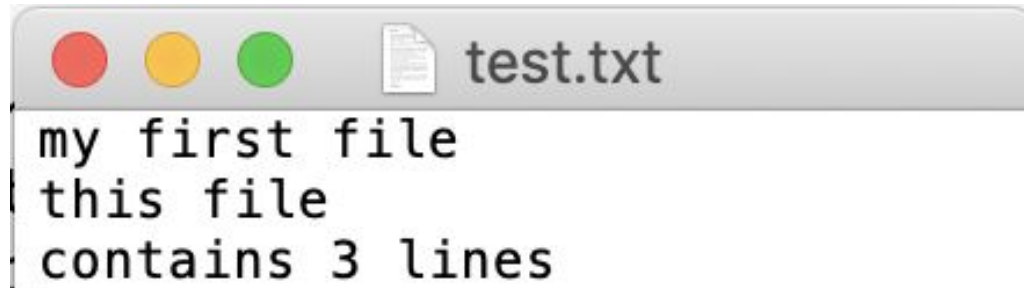 test.txt
my first file
this file
contains 3 lines